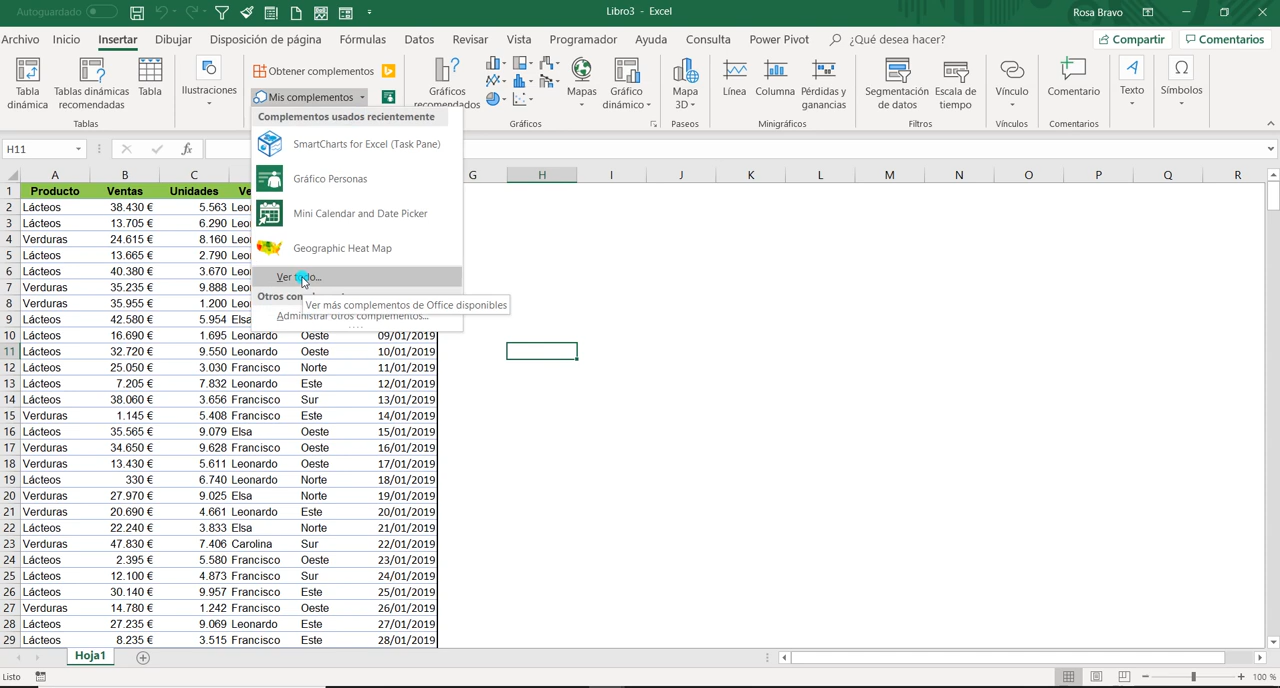 Autoguardado
Libro3 - Excel
Rosa Bravo
Archivo Inicio Insertar Dibujar Disposición de página Fórmulas Datos Revisar Vista Programador Ayuda Consulta Power Pivot ¿Qué desea hacer? Compartir Comentarios
Tabla dinámica
Tablas dinámicas recomendadas
Tabla
Tablas
Ilustraciones
Obtener complementos
Mis complementos
Gráficos recomendados
Mapas
Gráfico dinámico
Gráficos
Mapa 3D
Paseos
Línea
Columna
Pérdidas y ganancias
Minigráficos
Segmentación de datos
Escala de tiempo
Filtros
Vínculo
Vínculos
Comentario
Comentarios
Texto
Símbolos
Complementos usados recientemente
SmartCharts for Excel (Task Pane)
Gráfico Personas
Mini Calendar and Date Picker
Geographic Heat Map
Otros
Ver más complementos de Office disponibles
Administrar otros complementos...
H11
fx
A B C G H I J K L M N O P Q R
1 Producto Ventas Unidades
2 Lácteos 38.430 € 5.563
3 Lácteos 13.705 € 6.290
4 Verduras 24.615 € 8.160
5 Lácteos 13.665 € 2.790
6 Lácteos 40.380 € 3.670
7 Verduras 35.235 € 9.888
8 Verduras 35.955 € 1.200
9 Lácteos 42.580 € 5.954 Elsa
10 Lácteos 16.690 € 1.695 Leonardo Oeste 09/01/2019
11 Lácteos 32.720 € 9.550 Leonardo Oeste 10/01/2019
12 Lácteos 25.050 € 3.030 Francisco Norte 11/01/2019
13 Lácteos 7.205 € 7.832 Leonardo Este 12/01/2019
14 Lácteos 38.060 € 3.656 Francisco Sur 13/01/2019
15 Verduras 1.145 € 5.408 Francisco Este 14/01/2019
16 Lácteos 35.565 € 9.079 Elsa Oeste 15/01/2019
17 Verduras 34.650 € 9.628 Francisco Oeste 16/01/2019
18 Verduras 13.430 € 5.611 Leonardo Oeste 17/01/2019
19 Lácteos 330 € 6.740 Leonardo Norte 18/01/2019
20 Verduras 27.970 € 9.025 Elsa Norte 19/01/2019
21 Verduras 20.690 € 4.661 Leonardo Este 20/01/2019
22 Lácteos 22.240 € 3.833 Elsa Norte 21/01/2019
23 Verduras 47.830 € 7.406 Carolina Sur 22/01/2019
24 Lácteos 2.395 € 5.580 Francisco Oeste 23/01/2019
25 Lácteos 12.100 € 4.873 Francisco Sur 24/01/2019
26 Lácteos 30.140 € 9.957 Francisco Este 25/01/2019
27 Verduras 14.780 € 1.242 Francisco Oeste 26/01/2019
28 Lácteos 27.235 € 9.069 Leonardo Este 27/01/2019
29 Lácteos 8.235 € 3.515 Francisco Este 28/01/2019
Hoja1
Listo
100 %